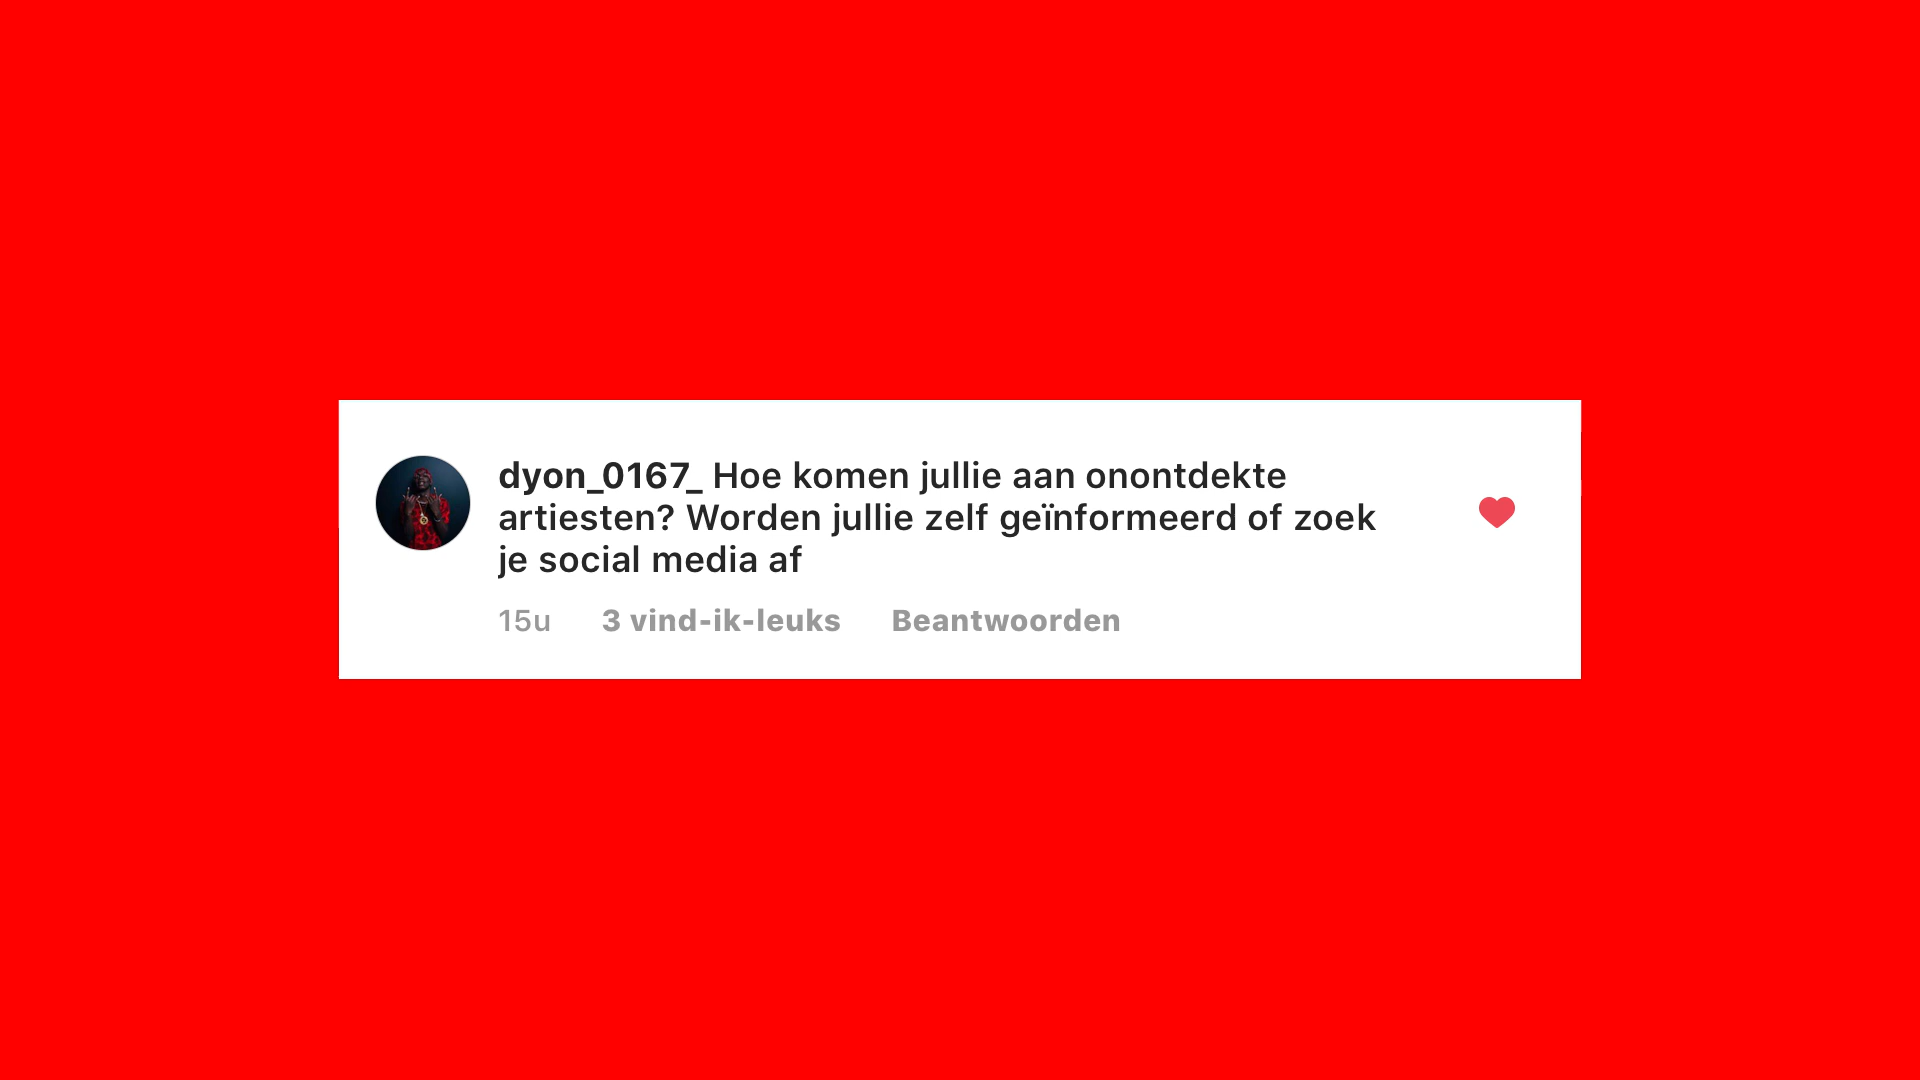 dyon_0167_ Hoe komen jullie aan onontdekte
artiesten? Worden jullie zelf geïnformeerd of zoek
je social media af
15u 3 vind-ik-leuks Beantwoorden